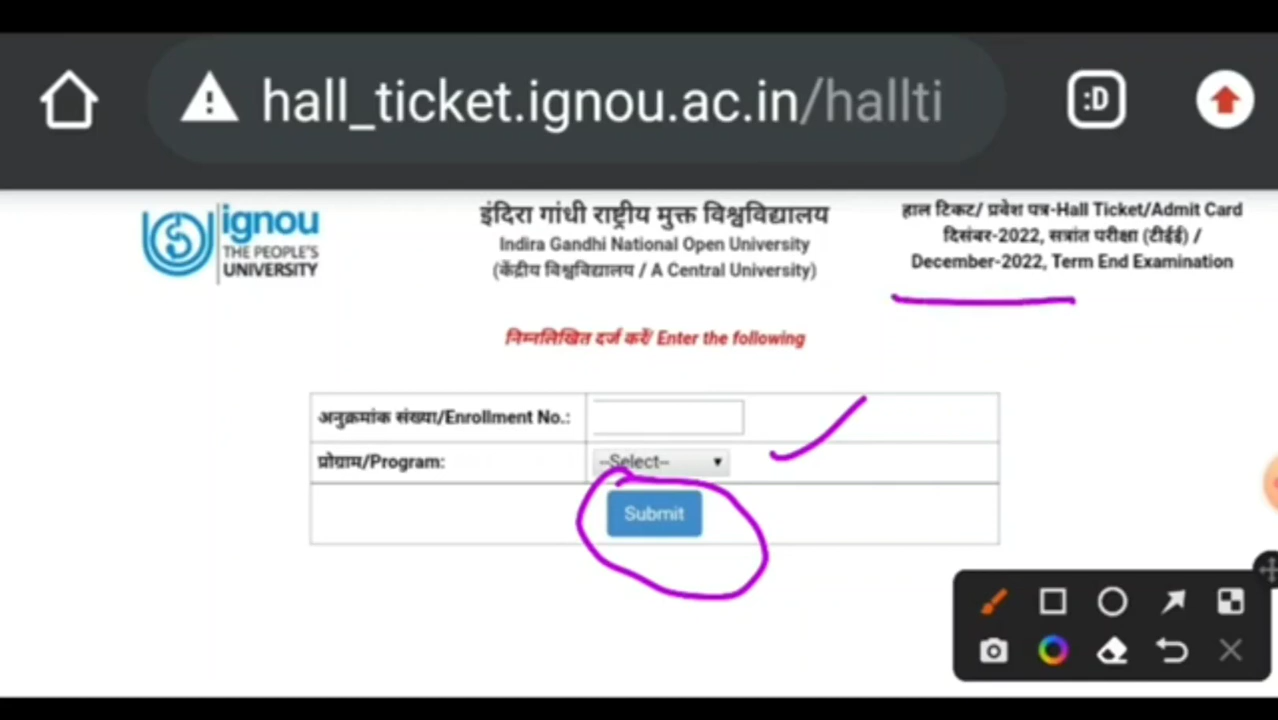 hall_ticket.ignou.ac.in/hallti
:D
ignou
THE PEOPLE'S
UNIVERSITY
इंदिरा गांधी राष्ट्रीय मुक्त विश्वविद्यालय
Indira Gandhi National Open University
(केंद्रीय विश्वविद्यालय / A Central University)
हाल टिकट/ प्रवेश पत्र-Hall Ticket/Admit Card
दिसंबर-2022, सत्रांत परीक्षा (टीईई) /
December-2022, Term End Examination
निम्नलिखित दर्ज करें/ Enter the following
अनुक्रमांक संख्या/Enrollment No.:
प्रोग्राम/Program:
--Select--
Submit